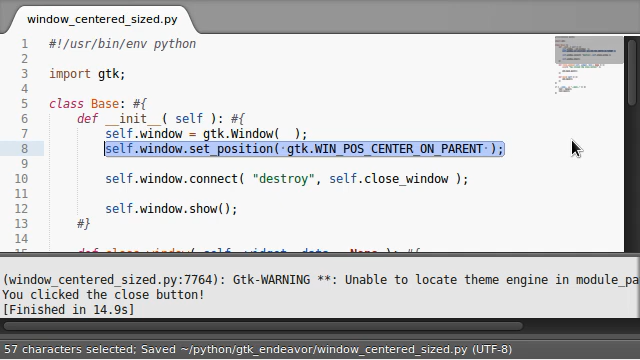 window_centered_sized.py
1 #!/usr/bin/env python
2
3 import gtk;
4
5 class Base: #{
6 def __init__( self ): #{
7 self.window = gtk.Window(  );
8 self.window.set_position( gtk.WIN_POS_CENTER_ON_PARENT );
9
10 self.window.connect( "destroy", self.close_window );
11
12 self.window.show();
13 #}
14
15 def close_window( self, widget, data = None ): #{
(window_centered_sized.py:7764): Gtk-WARNING **: Unable to locate theme engine in module_pa
You clicked the close button!
[Finished in 14.9s]
57 characters selected; Saved ~/python/gtk_endeavor/window_centered_sized.py (UTF-8)